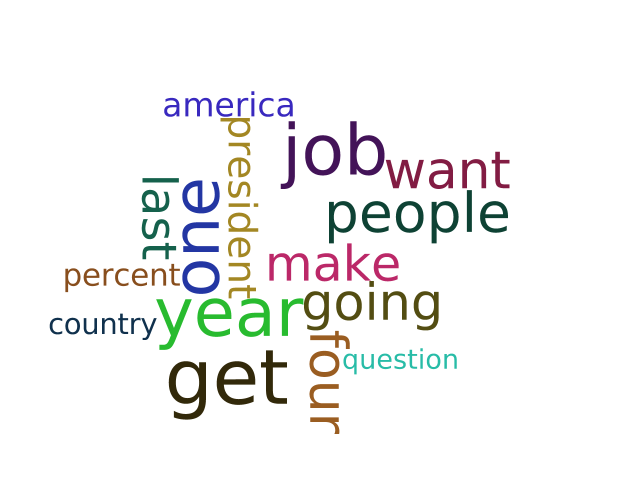 america
president
job
want
last
one
people
make
percent
going
year
country
four
question
get